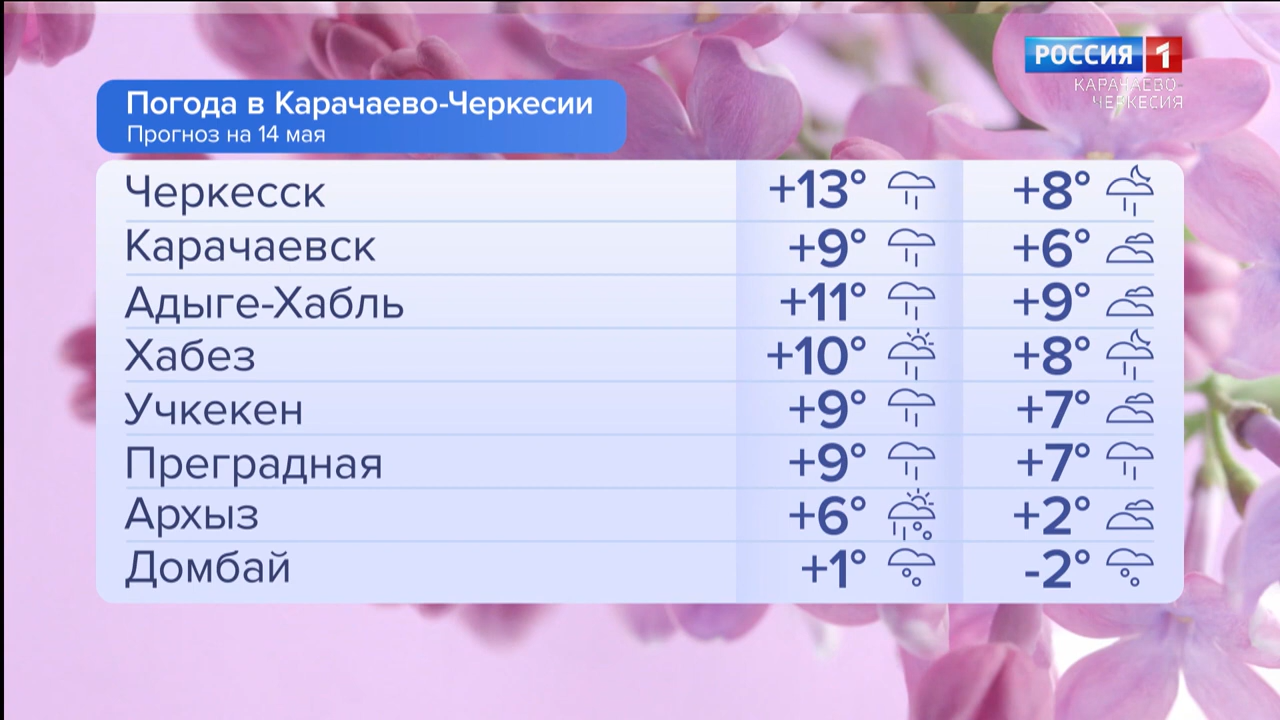 РОССИЯ 1
КАРАЧАЕВО-
ЧЕРКЕСИЯ
Погода в Карачаево-Черкесии
Прогноз на 14 мая
Черкесск +13° +8°
Карачаевск +9° +6°
Адыге-Хабль +11° +9°
Хабез +10° +8°
Учкекен +9° +7°
Преградная +9° +7°
Архыз +6° +2°
Домбай +1° -2°